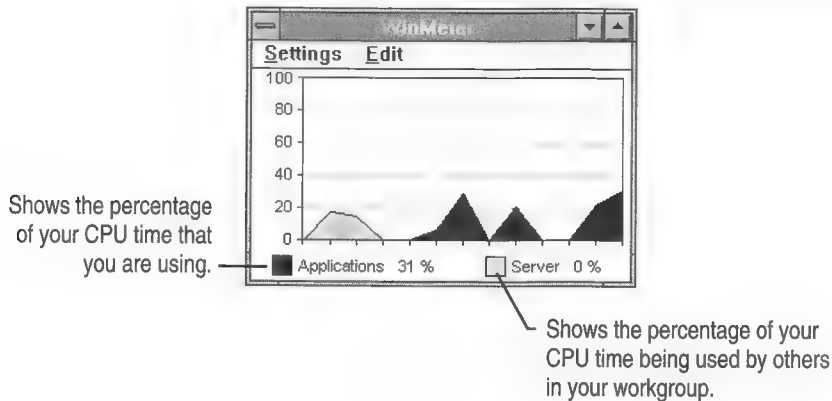 WinMeter
Settings Edit
100
80
60
40
20
0
Applications 31 % Server 0 %
Shows the percentage
of your CPU time that
you are using.
Shows the percentage of your
CPU time being used by others
in your workgroup.